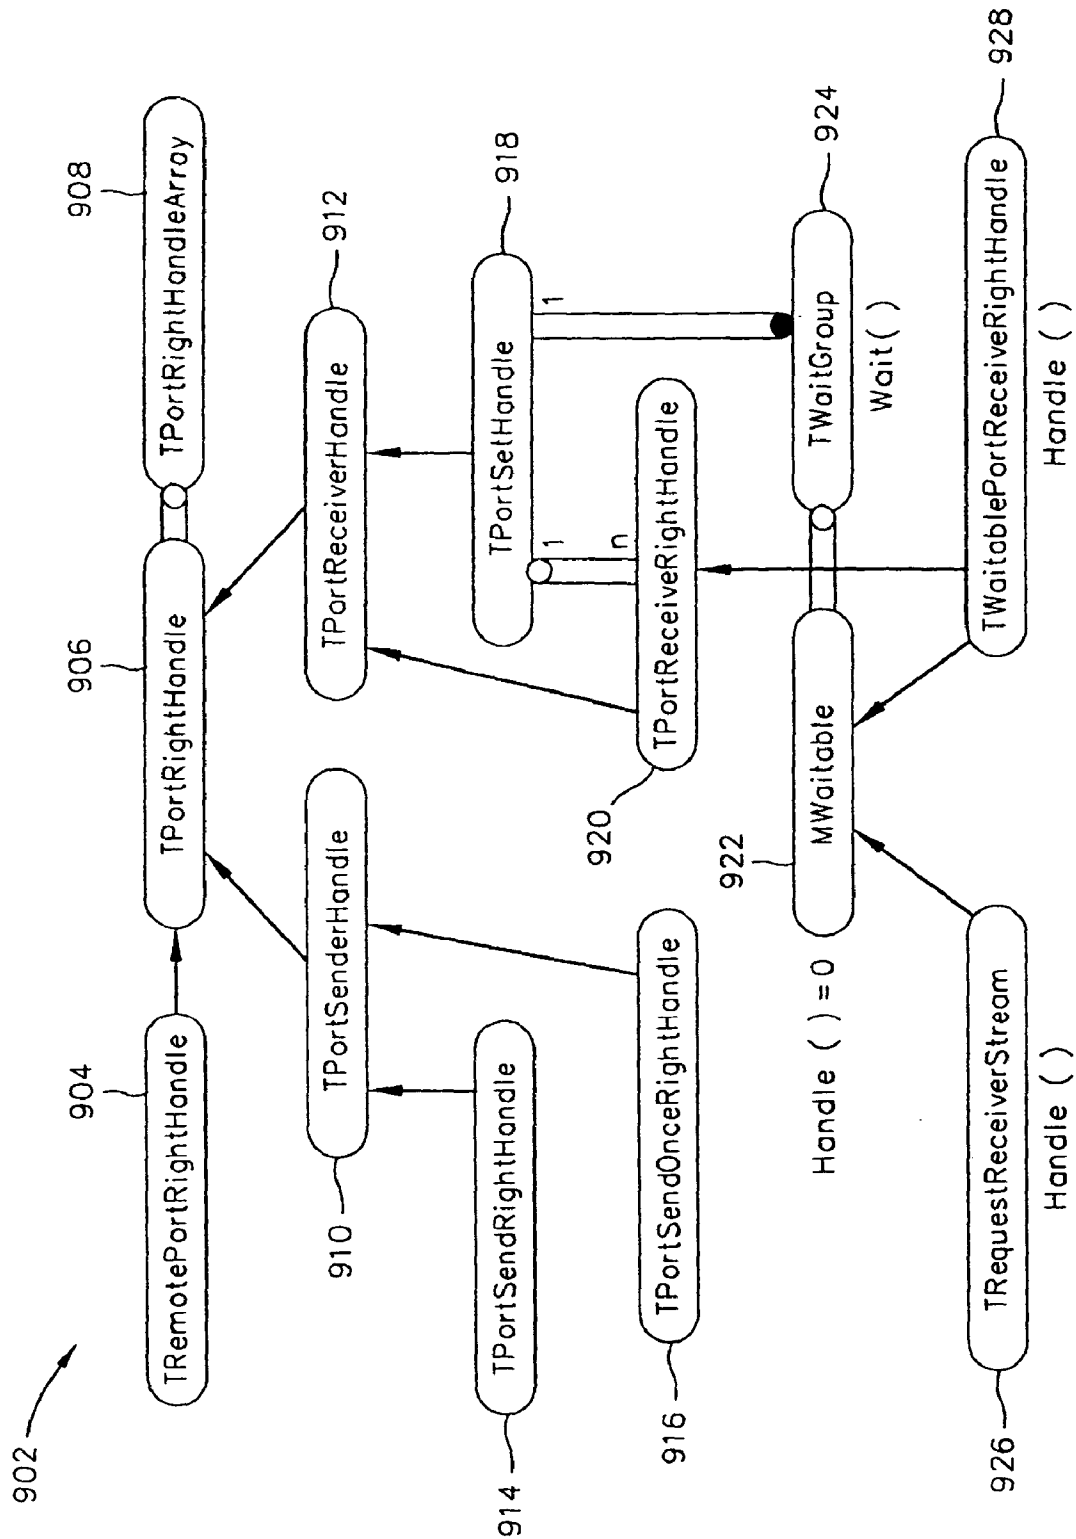 902
904
906
908
TRemotePortRightHandle
TPortRightHandle
TPortRightHandleArray
910
912
TPortSenderHandle
TPortReceiverHandle
914
918
TPortSendRightHandle
TPortSetHandle
1
1
n
916
920
TPortSendOnceRightHandle
TPortReceiveRightHandle
922
924
MWaitable
TWaitGroup
Handle ( ) = 0
Wait( )
926
928
TRequestReceiverStream
TWaitablePortReceiveRightHandle
Handle ( )
Handle ( )